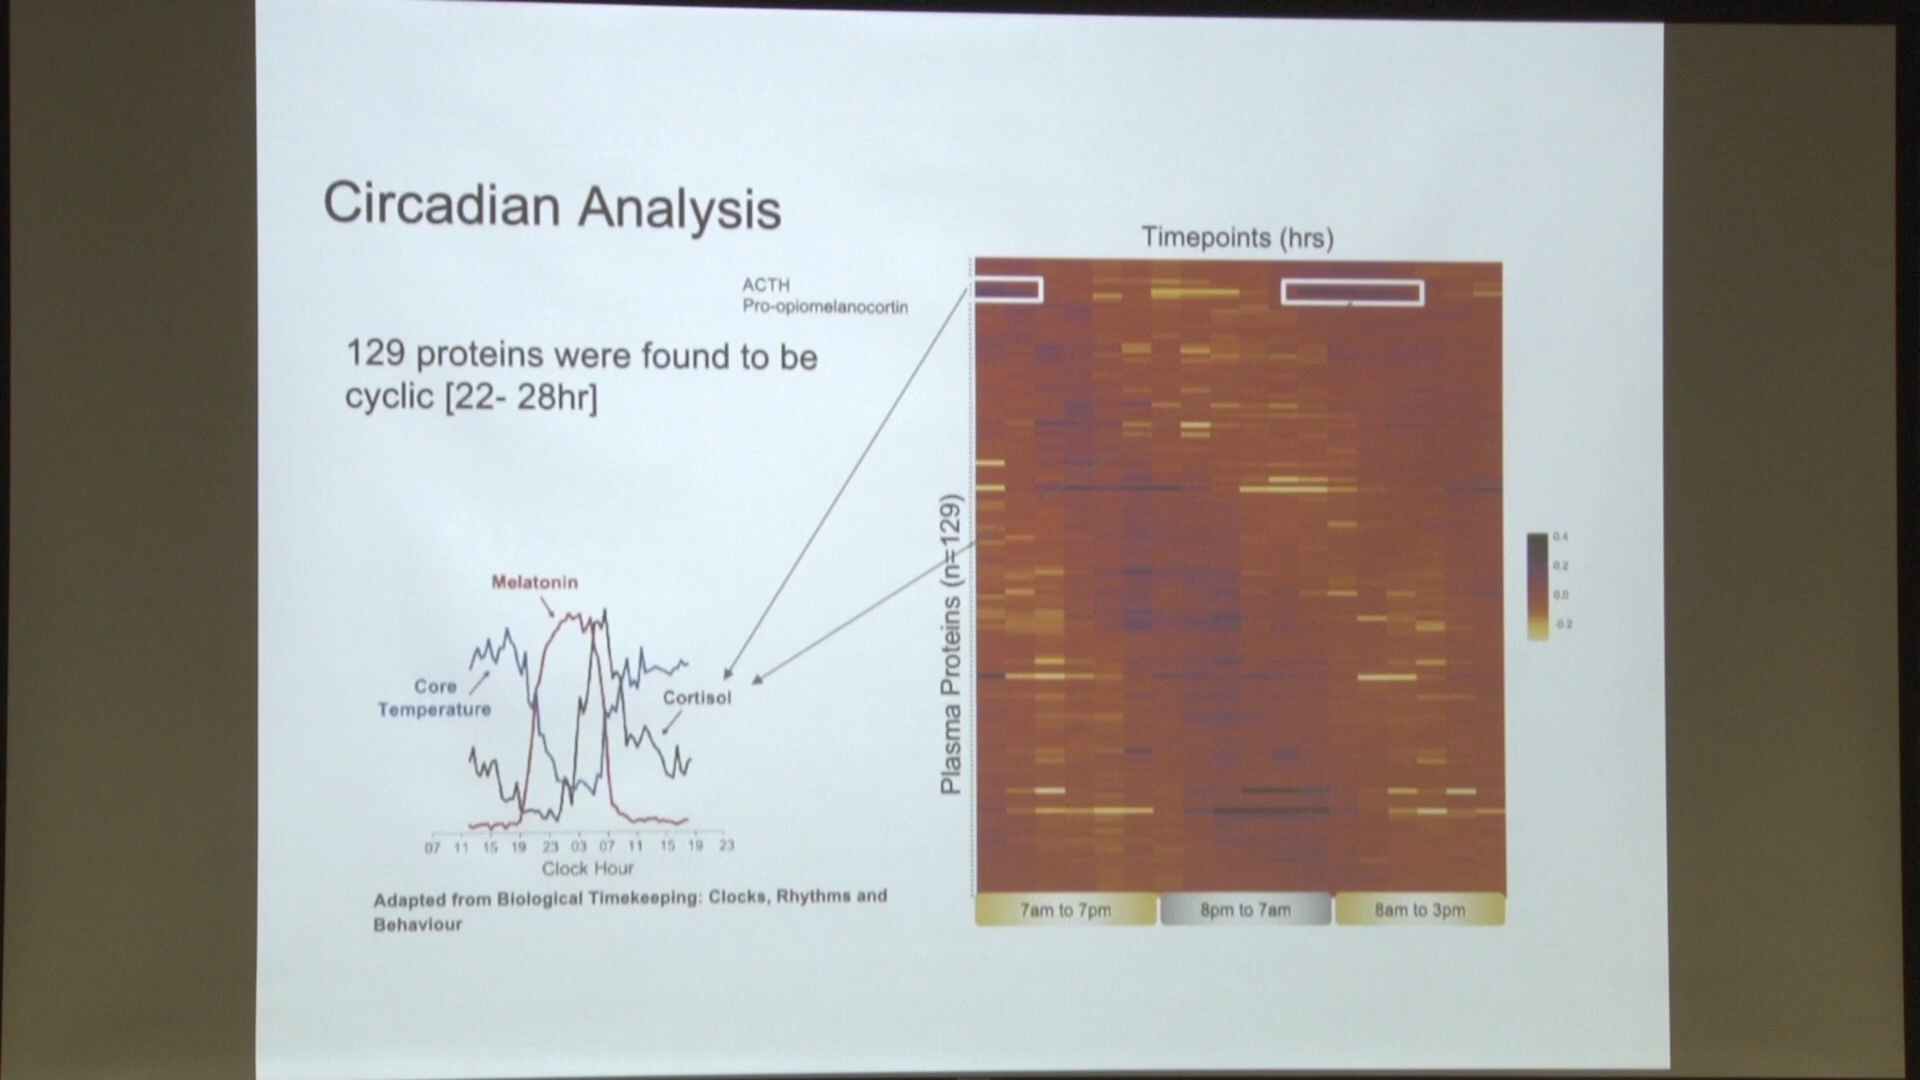 Circadian Analysis
Timepoints (hrs)
ACTH
Pro-opiomelanocortin
129 proteins were found to be
cyclic [22- 28hr]
Plasma Proteins (n=129)
0.4
0.2
0.0
-0.2
Melatonin
Core
Temperature
Cortisol
07 11 15 19 23 03 07 11 15 19 23
Clock Hour
Adapted from Biological Timekeeping: Clocks, Rhythms and
Behaviour
7am to 7pm
8pm to 7am
8am to 3pm